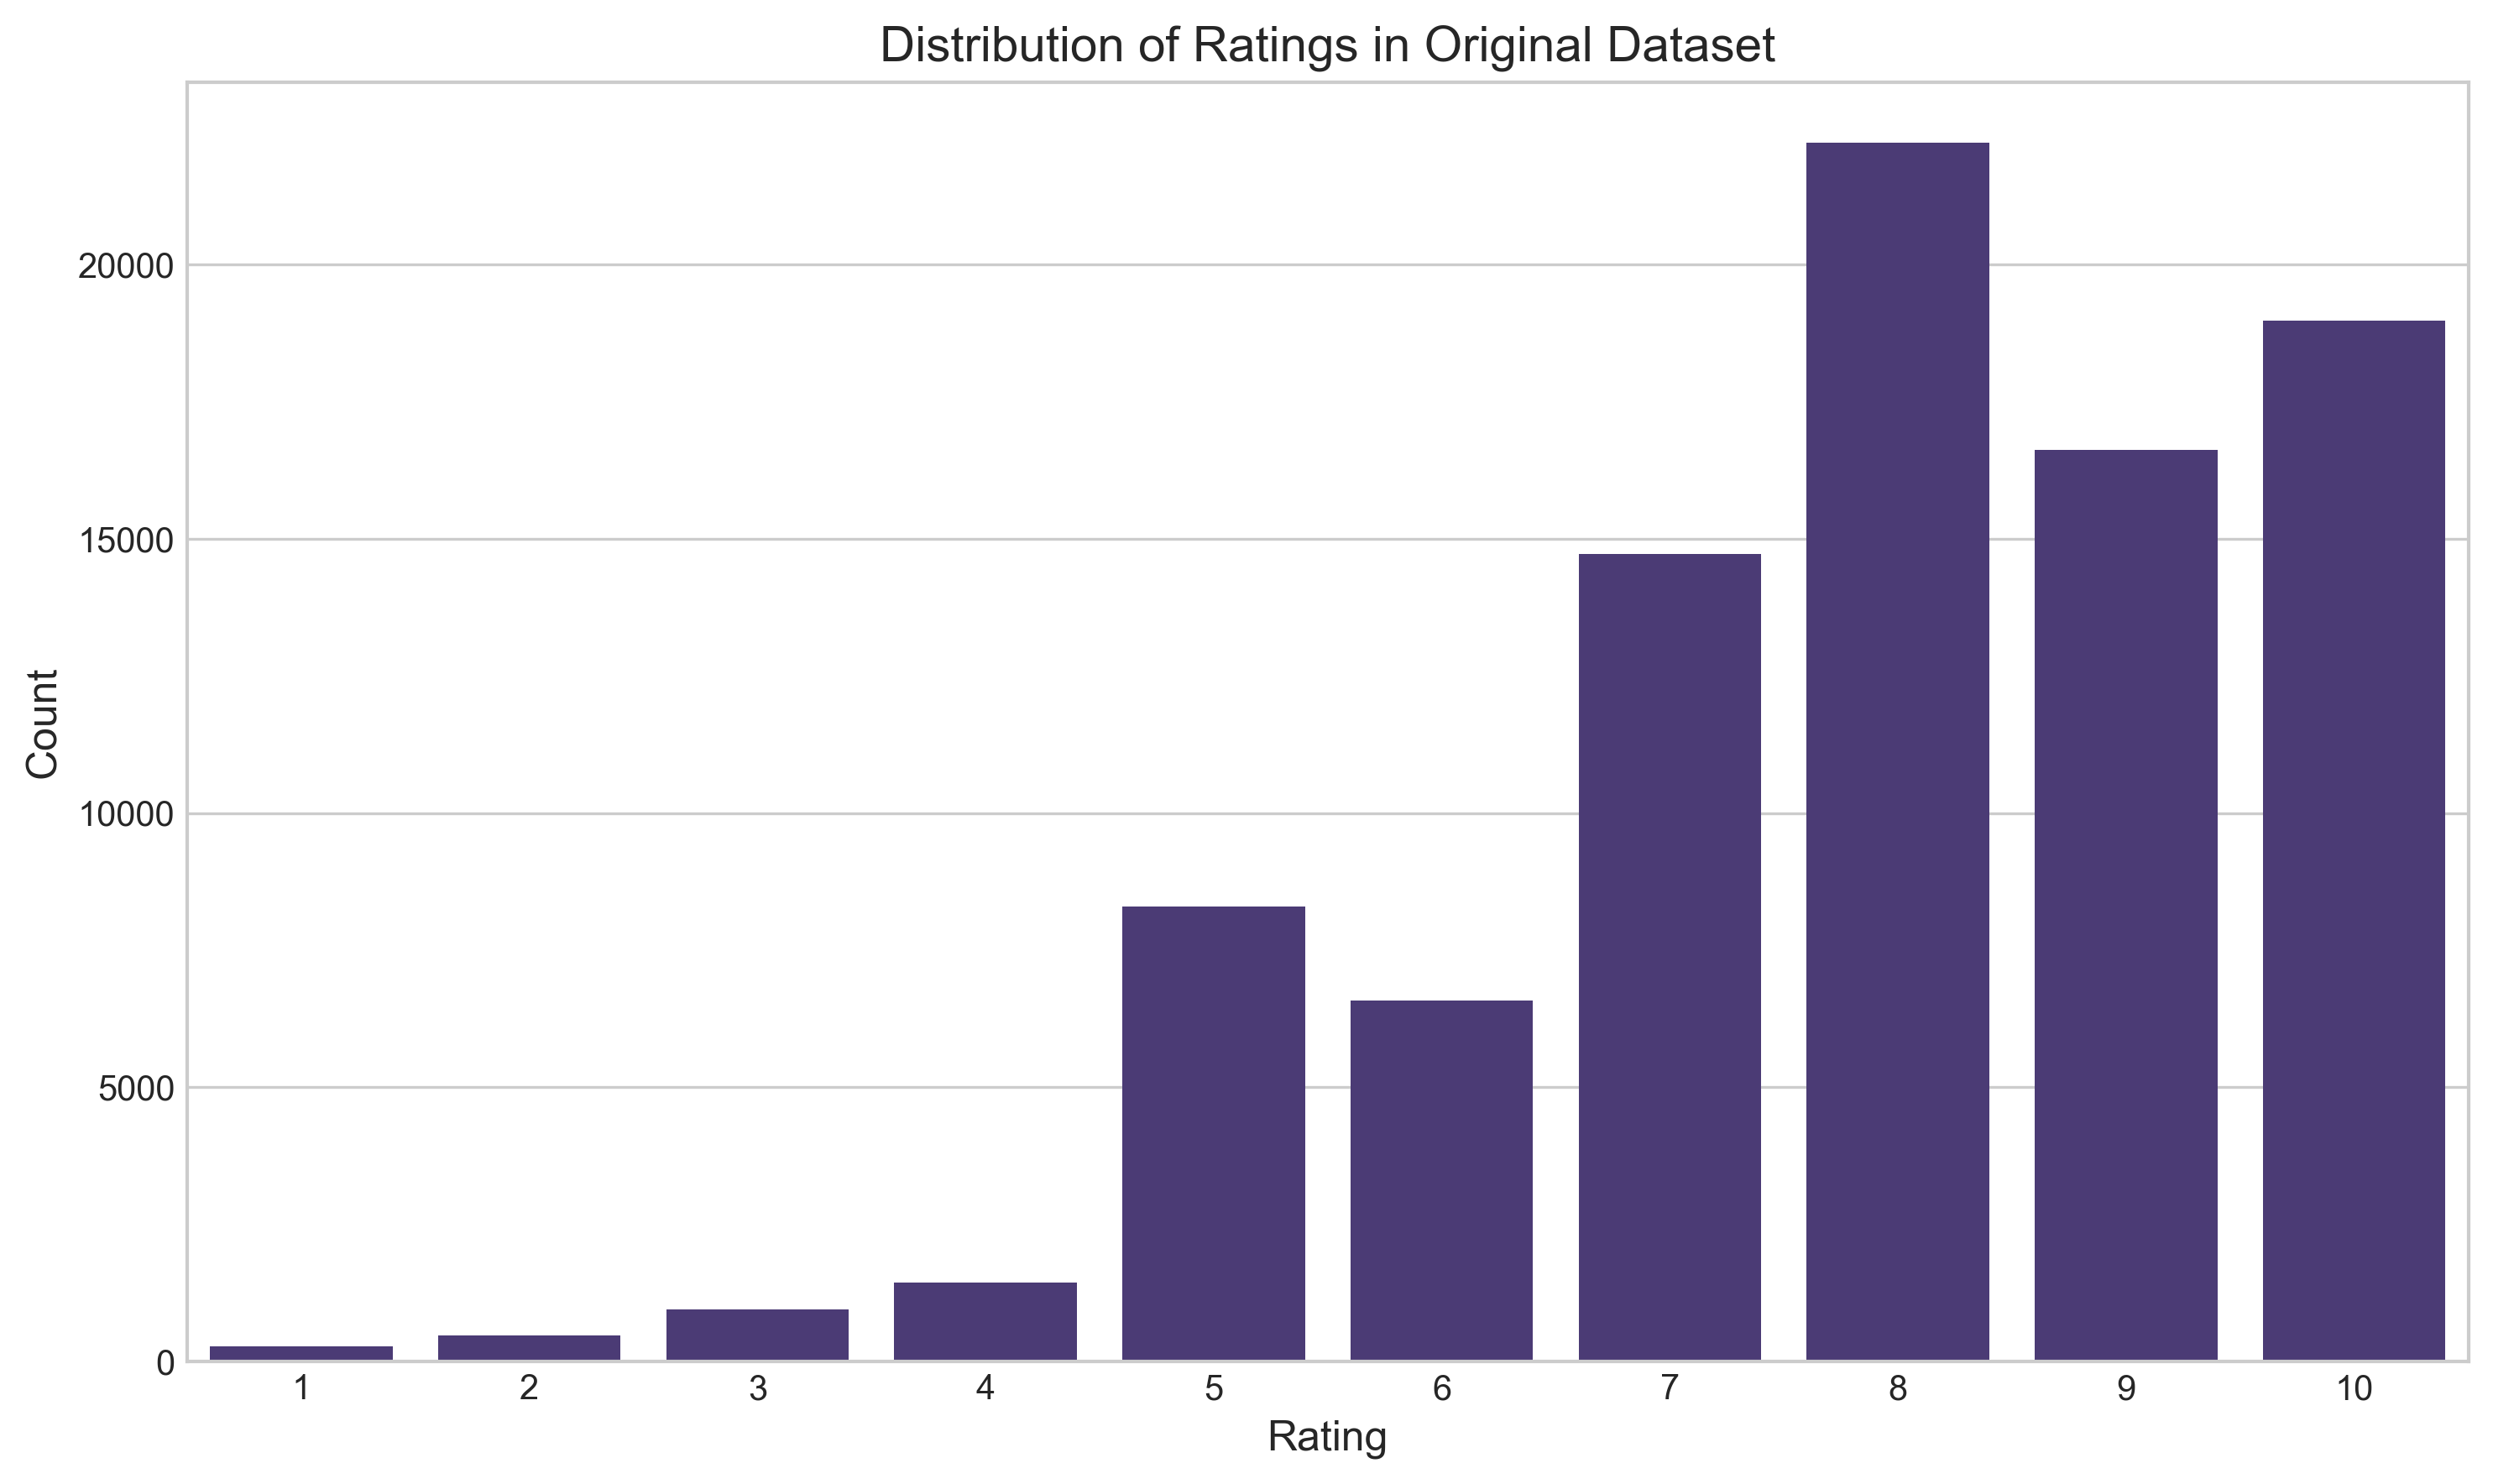 Distribution of Ratings in Original Dataset
Count
20000
15000
10000
5000
0
1 2 3 4 5 6 7 8 9 10
Rating